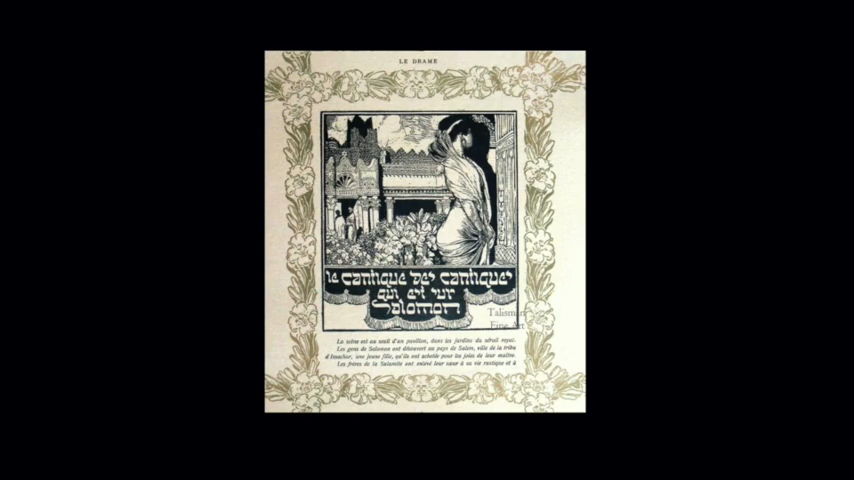 LE DRAME
le cantique des cantiques
qui est sur
Salomon
Talisman
Fine Art
La scène est au seuil d'un pavillon, dans les jardins du sérail royal.
Les gens de Salomon ont découvert au pays de Salem, ville de la tribu
d'Issachar, une jeune fille, qu'ils ont achetée pour les joies de leur maître.
Les frères de la Sulamite ont enlevé leur sœur à sa vie rustique et à